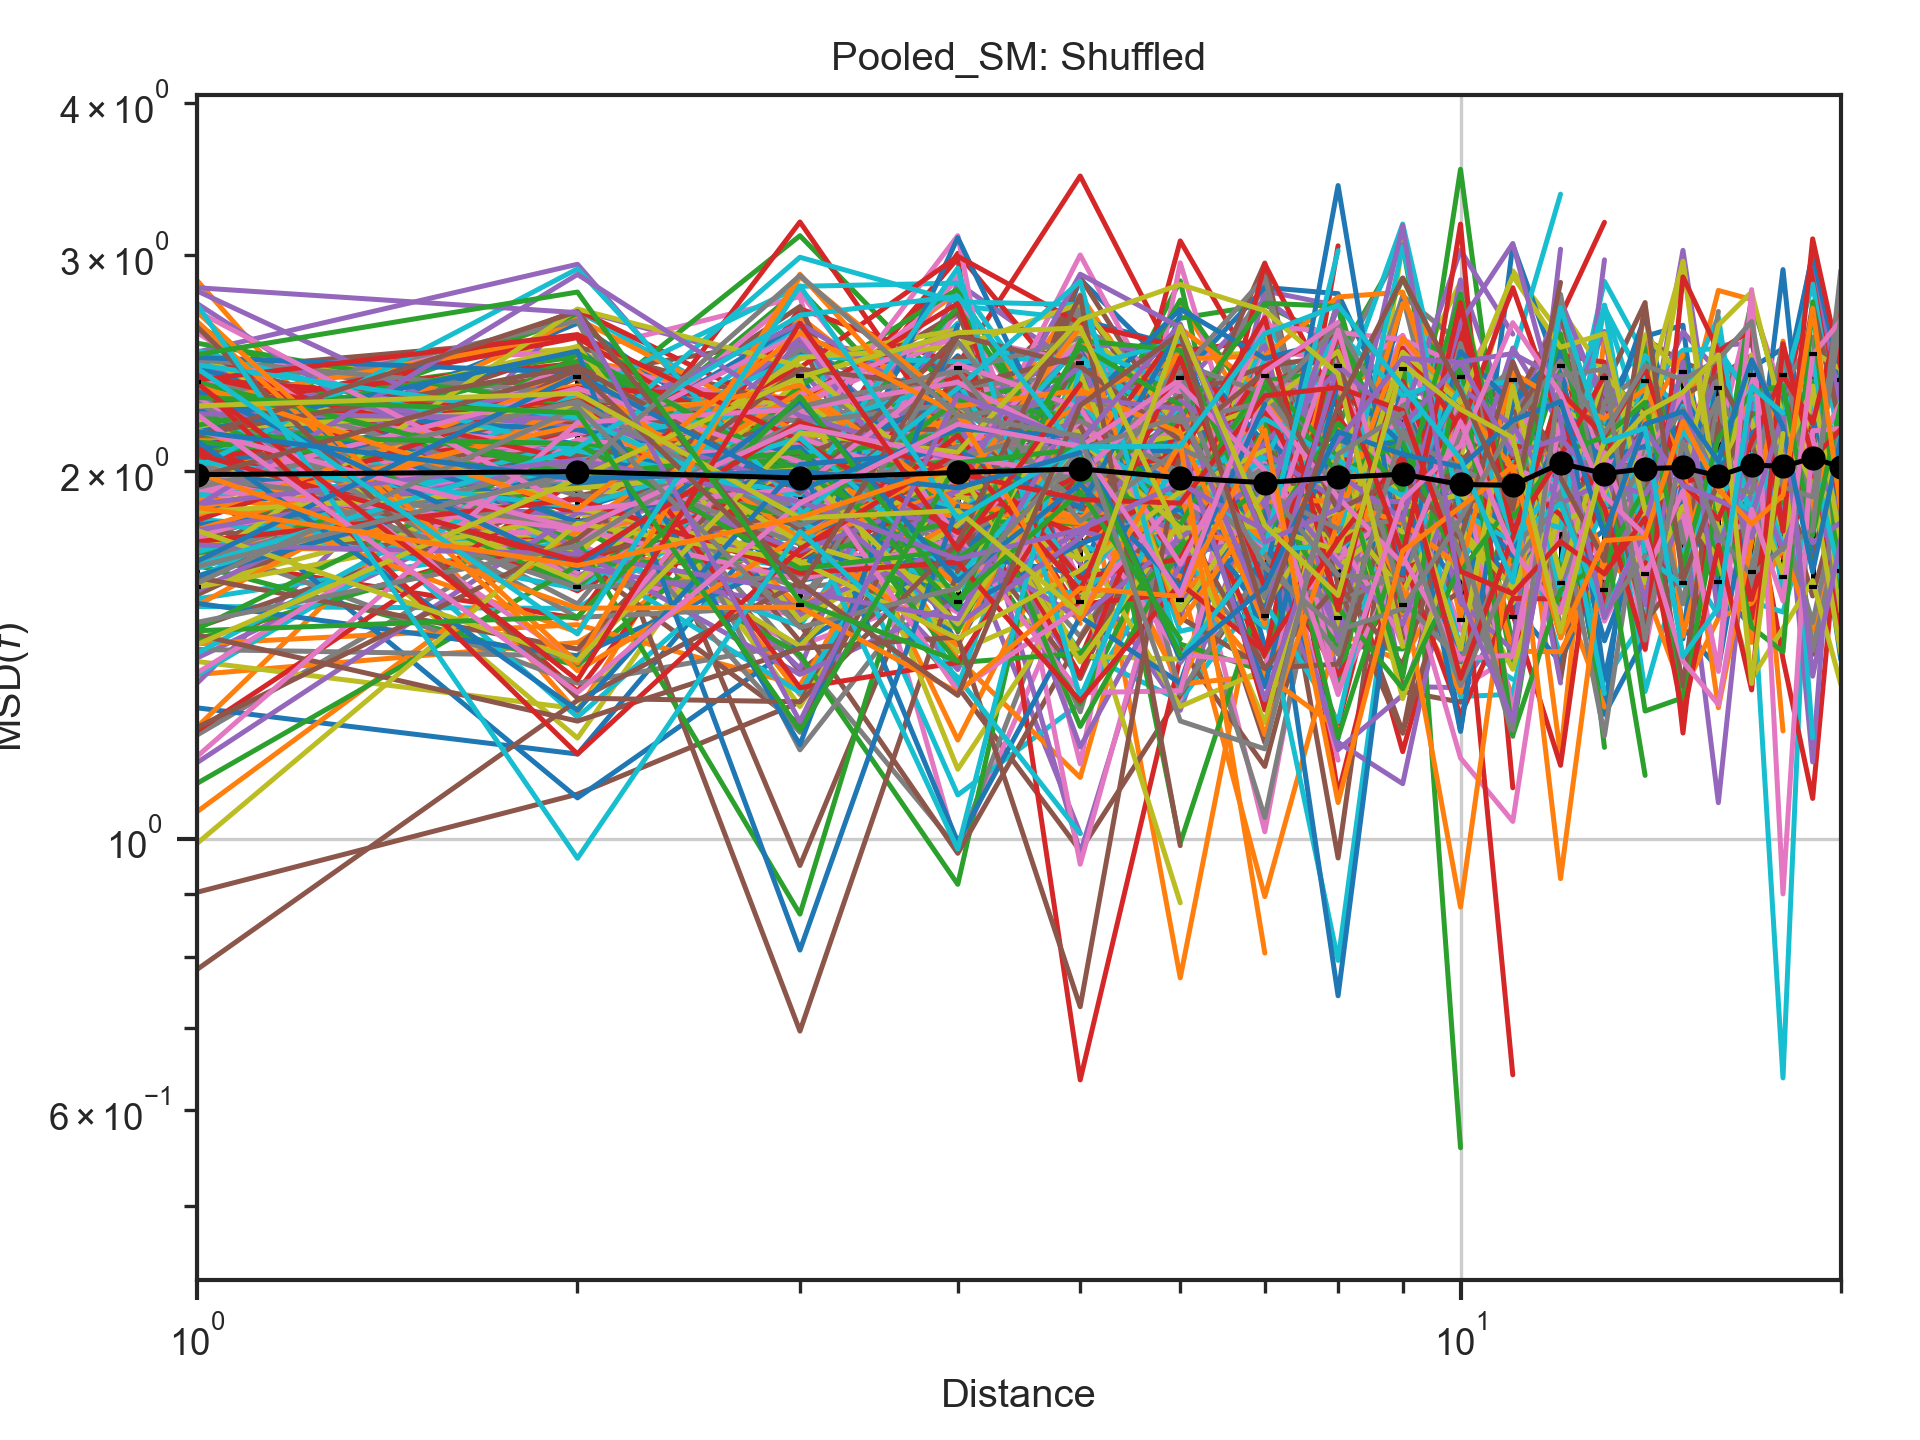 Pooled_SM: Shuffled
4 × 10⁰
3 × 10⁰
2 × 10⁰
10⁰
6 × 10⁻¹
MSD(f)
10⁰
10¹
Distance